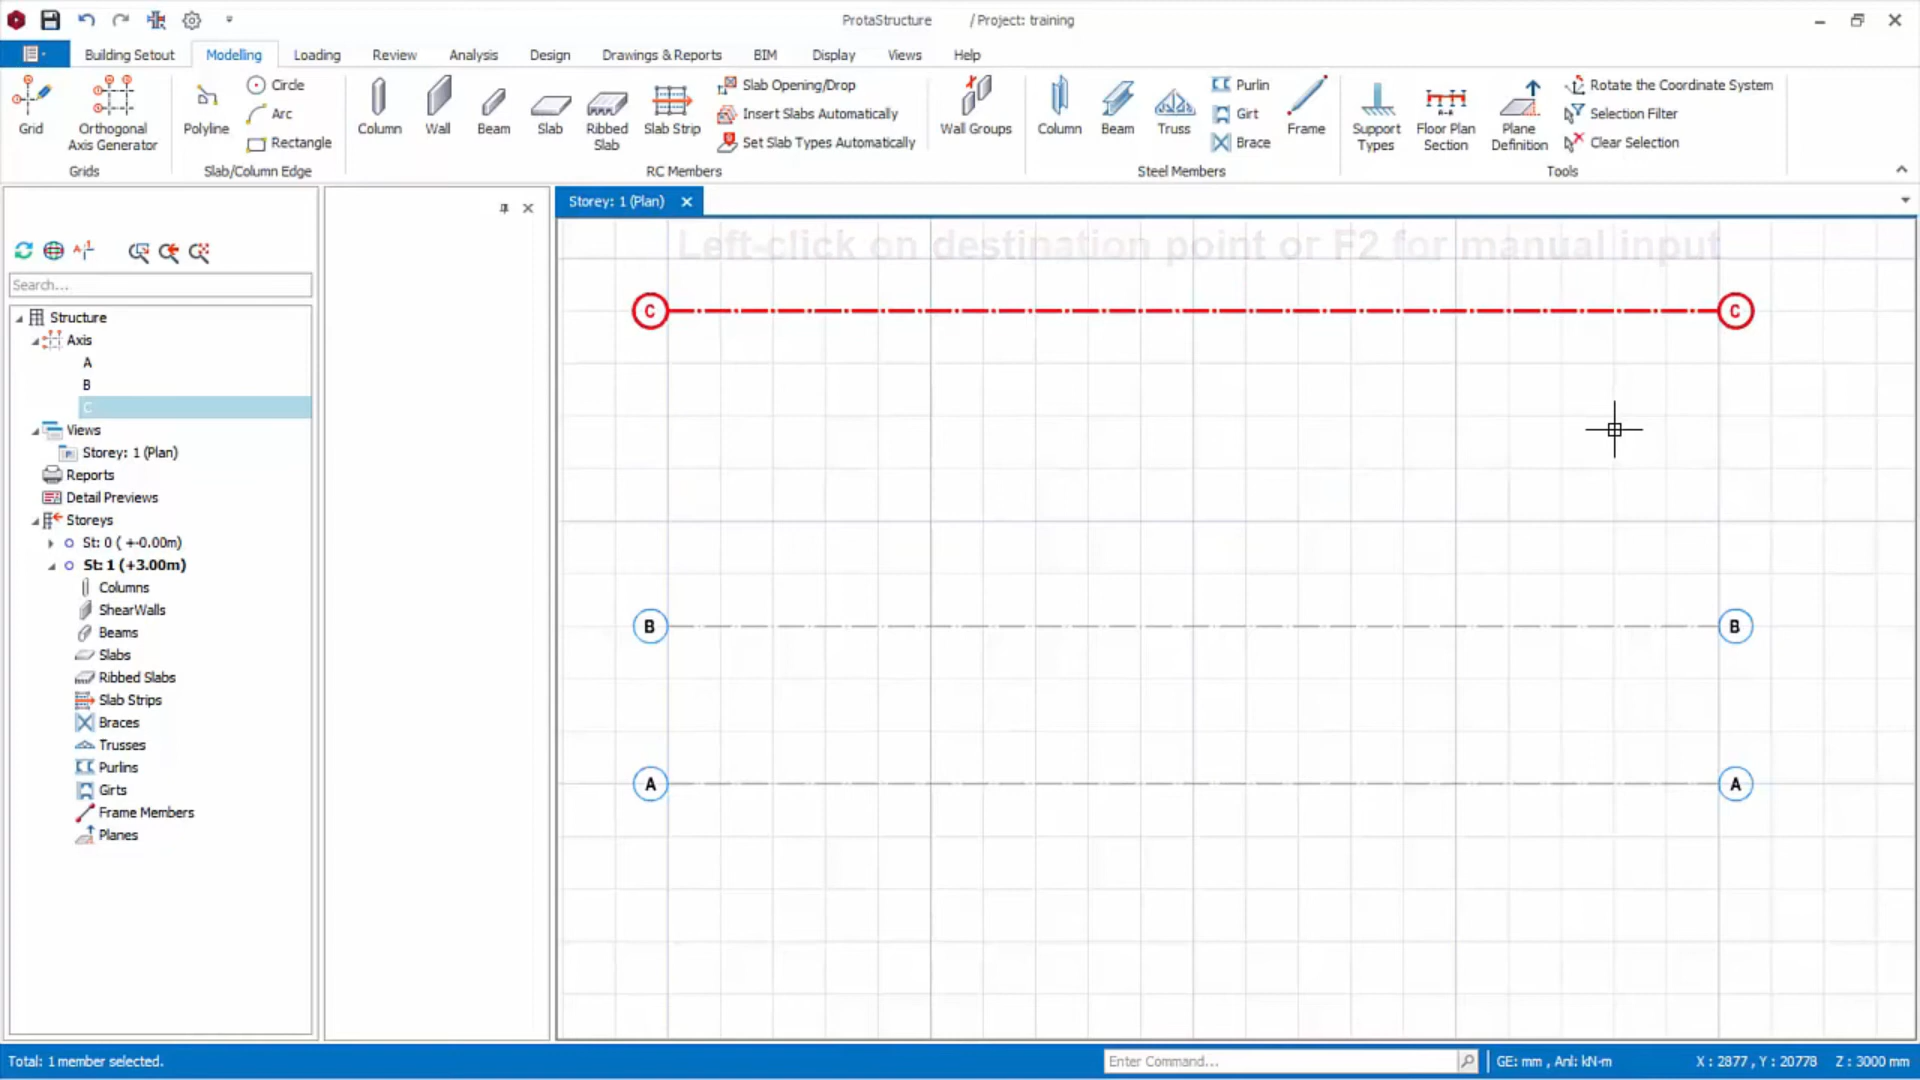 ProtaStructure / Project: training
Building Setout Modelling Loading Review Analysis Design Drawings & Reports BIM Display Views Help
Grid
Orthogonal
Axis Generator
Grids
Polyline
Circle
Arc
Rectangle
Slab/Column Edge
Column
Wall
Beam
Slab
Ribbed
Slab
Slab Strip
Slab Opening/Drop
Insert Slabs Automatically
Set Slab Types Automatically
RC Members
Wall Groups
Column
Beam
Truss
Purlin
Girt
Brace
Frame
Steel Members
Support
Types
Floor Plan
Section
Plane
Definition
Rotate the Coordinate System
Selection Filter
Clear Selection
Tools
Search...
Structure
Axis
A
B
C
Views
Storey: 1 (Plan)
Reports
Detail Previews
Storeys
St: 0 ( +-0.00m)
St: 1 (+3.00m)
Columns
ShearWalls
Beams
Slabs
Ribbed Slabs
Slab Strips
Braces
Trusses
Purlins
Girts
Frame Members
Planes
Storey: 1 (Plan)
Left-click on destination point or F2 for manual input
C C
B B
A A
Total: 1 member selected.
Enter Command...
GE: mm , Anl: kN-m
X : 2877 , Y : 20778 Z : 3000 mm